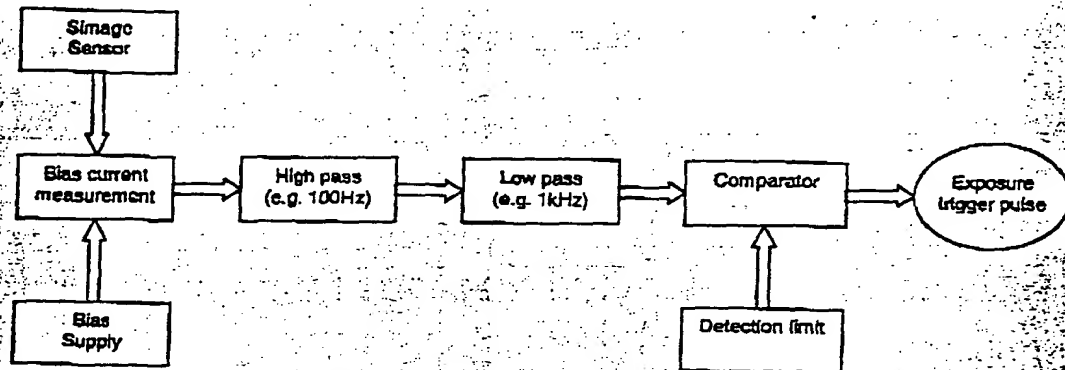 Simage
Sensor
Bias current
measurement
High pass
(e.g. 100Hz)
Low pass
(e.g. 1kHz)
Comparator
Exposure
trigger pulse
Bias
Supply
Detection limit